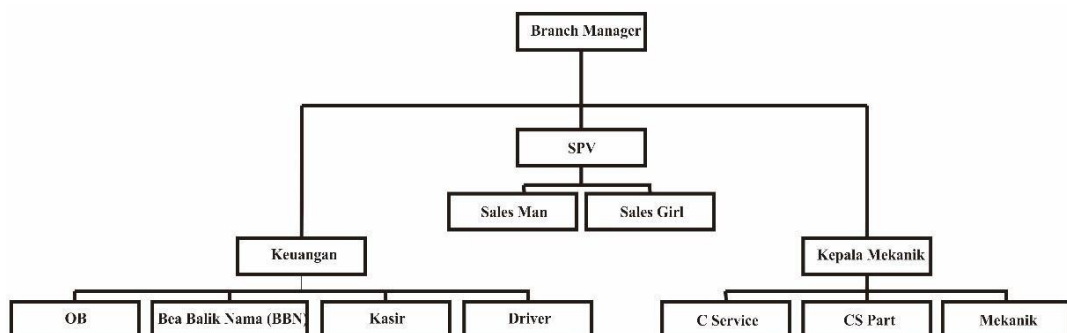 Branch Manager
SPV
Sales Man
Sales Girl
Keuangan
Kepala Mekanik
OB
Bea Balik Nama (BBN)
Kasir
Driver
C Service
CS Part
Mekanik